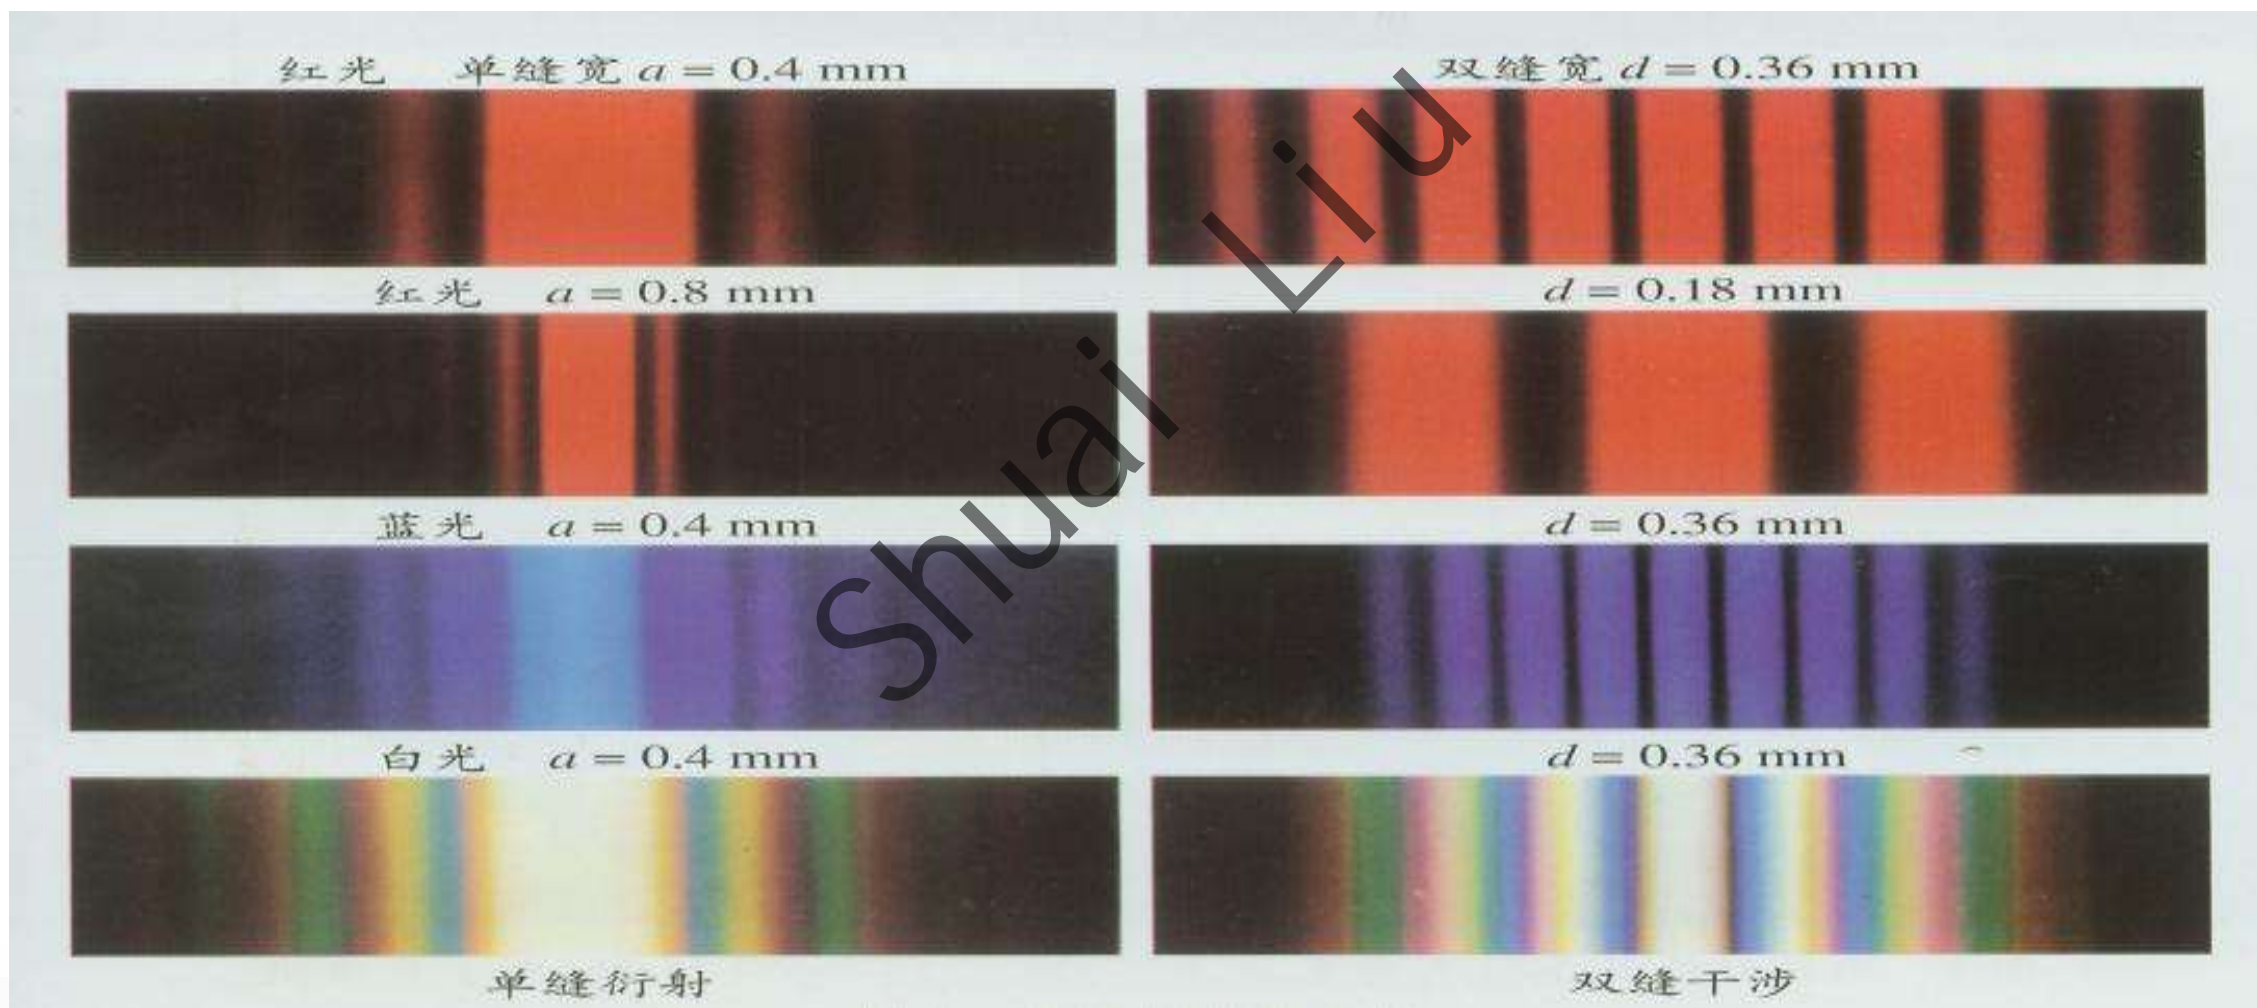 红光 单缝宽 a = 0.4 mm
双缝宽 d = 0.36 mm
红光 a = 0.8 mm
d = 0.18 mm
蓝光 a = 0.4 mm
d = 0.36 mm
白光 a = 0.4 mm
d = 0.36 mm
单缝衍射
双缝干涉
Shuai Liu